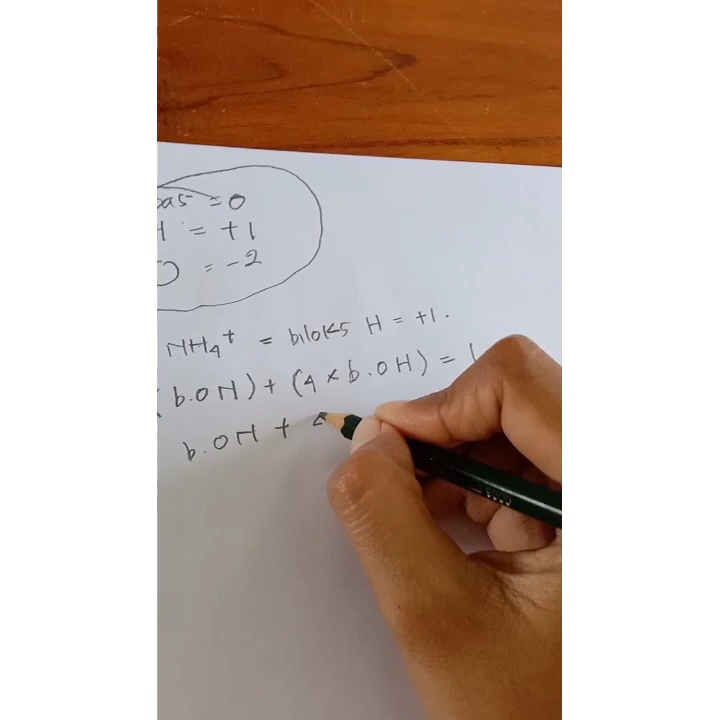 bas = 0
H = +1
O = -2
NH4+ = biloks H = +1.
(b.O N) + (4 x b.O H) = 1
b.O N +